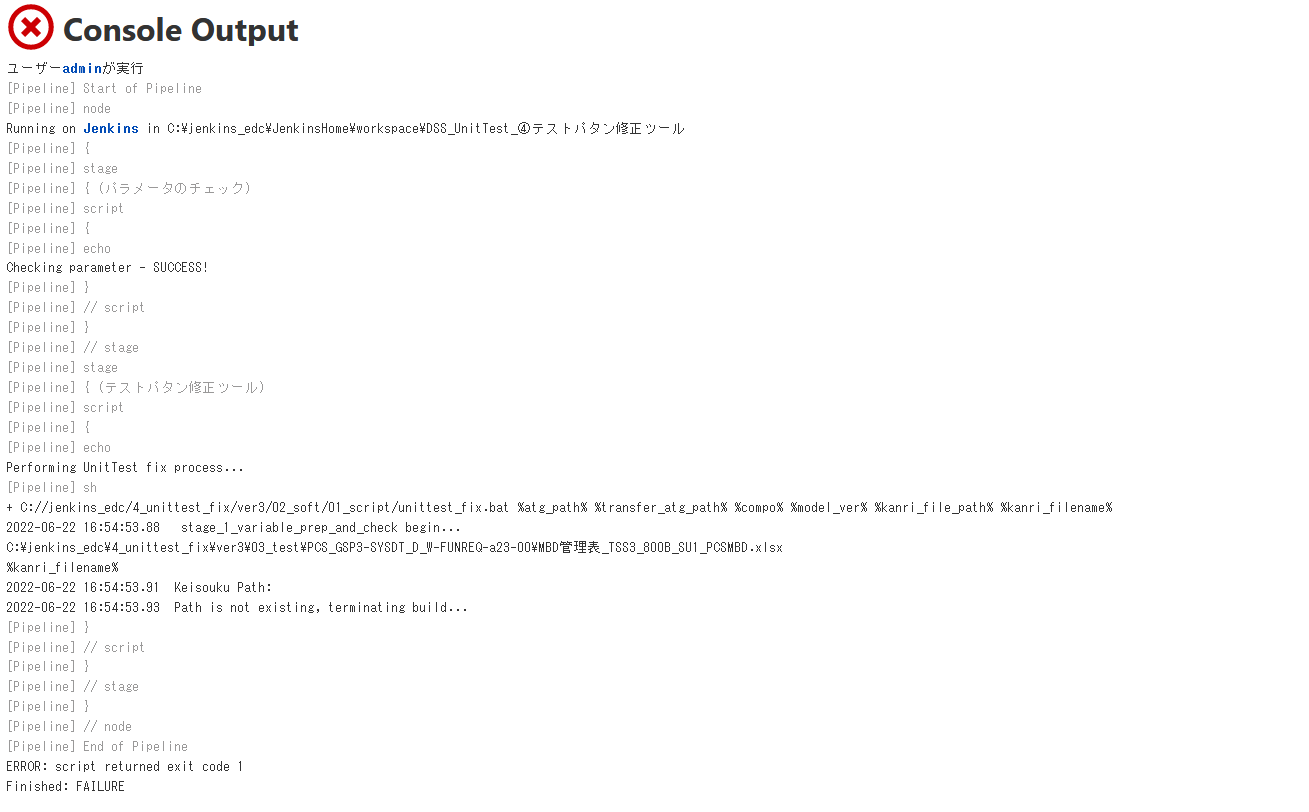 Console Output
ユーザーadminが実行
[Pipeline] Start of Pipeline
[Pipeline] node
Running on Jenkins in C:¥jenkins_edc¥JenkinsHome¥workspace¥DSS_UnitTest_④テストパタン修正ツール
[Pipeline] {
[Pipeline] stage
[Pipeline] { (パラメータのチェック)
[Pipeline] script
[Pipeline] {
[Pipeline] echo
Checking parameter - SUCCESS!
[Pipeline] }
[Pipeline] // script
[Pipeline] }
[Pipeline] // stage
[Pipeline] stage
[Pipeline] { (テストパタン修正ツール)
[Pipeline] script
[Pipeline] {
[Pipeline] echo
Performing UnitTest fix process...
[Pipeline] sh
+ C://jenkins_edc/4_unittest_fix/ver3/02_soft/01_script/unittest_fix.bat %atg_path% %transfer_atg_path% %compo% %model_ver% %kanri_file_path% %kanri_filename%
2022-06-22 16:54:53.88   stage_1_variable_prep_and_check begin...
C:¥jenkins_edc¥4_unittest_fix¥ver3¥03_test¥PCS_GSP3-SYSDT_D_W-FUNREQ-a23-00¥MBD管理表_TSS3_800B_SU1_PCSMBD.xlsx
%kanri_filename%
2022-06-22 16:54:53.91  Keisouku Path:
2022-06-22 16:54:53.93  Path is not existing, terminating build...
[Pipeline] }
[Pipeline] // script
[Pipeline] }
[Pipeline] // stage
[Pipeline] }
[Pipeline] // node
[Pipeline] End of Pipeline
ERROR: script returned exit code 1
Finished: FAILURE